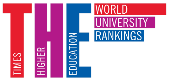 THE
TIMES
HIGHER
EDUCATION
WORLD
UNIVERSITY
RANKINGS